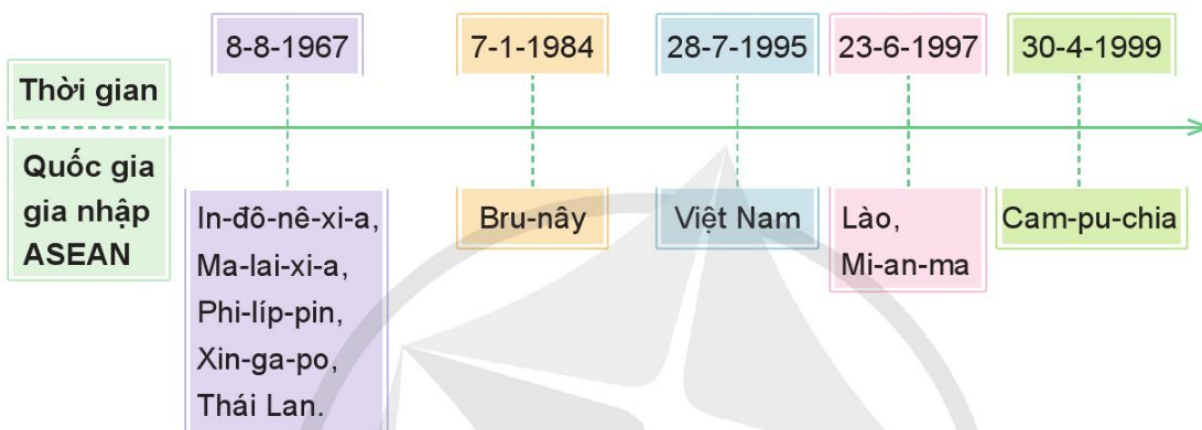 8-8-1967
7-1-1984
28-7-1995
23-6-1997
30-4-1999
Thời gian
Quốc gia
gia nhập
ASEAN
In-đô-nê-xi-a,
Ma-lai-xi-a,
Phi-líp-pin,
Xin-ga-po,
Thái Lan.
Bru-nây
Việt Nam
Lào,
Mi-an-ma
Cam-pu-chia